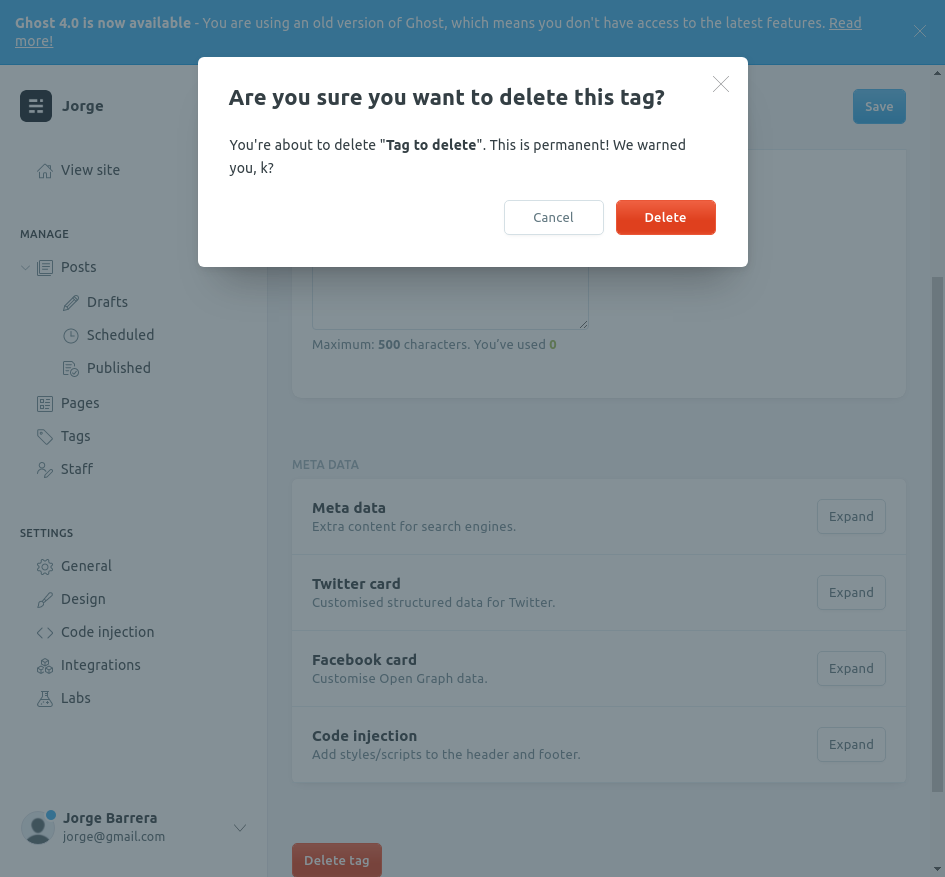 Ghost 4.0 is now available - You are using an old version of Ghost, which means you don't have access to the latest features. Read
more!
Jorge
Save
View site
Are you sure you want to delete this tag?
You're about to delete "Tag to delete". This is permanent! We warned
you, k?
Cancel
Delete
MANAGE
Posts
Drafts
Scheduled
Published
Pages
Tags
Staff
SETTINGS
General
Design
Code injection
Integrations
Labs
Jorge Barrera
jorge@gmail.com
Maximum: 500 characters. You've used 0
META DATA
Meta data
Extra content for search engines.
Expand
Twitter card
Customised structured data for Twitter.
Expand
Facebook card
Customise Open Graph data.
Expand
Code injection
Add styles/scripts to the header and footer.
Expand
Delete tag